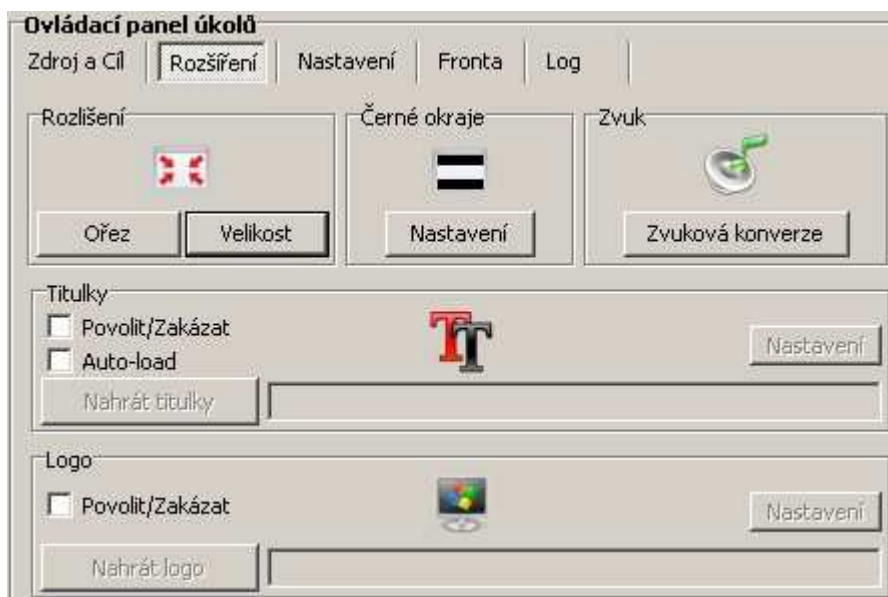 Ovládací panel úkolů
Zdroj a Cíl Rozšíření Nastavení Fronta Log
Rozlišení Černé okraje Zvuk
Ořez Velikost Nastavení Zvuková konverze
Titulky
Povolit/Zakázat
Nastavení
Auto-load
Nahrát titulky
Logo
Povolit/Zakázat Nastavení
Nahrát logo